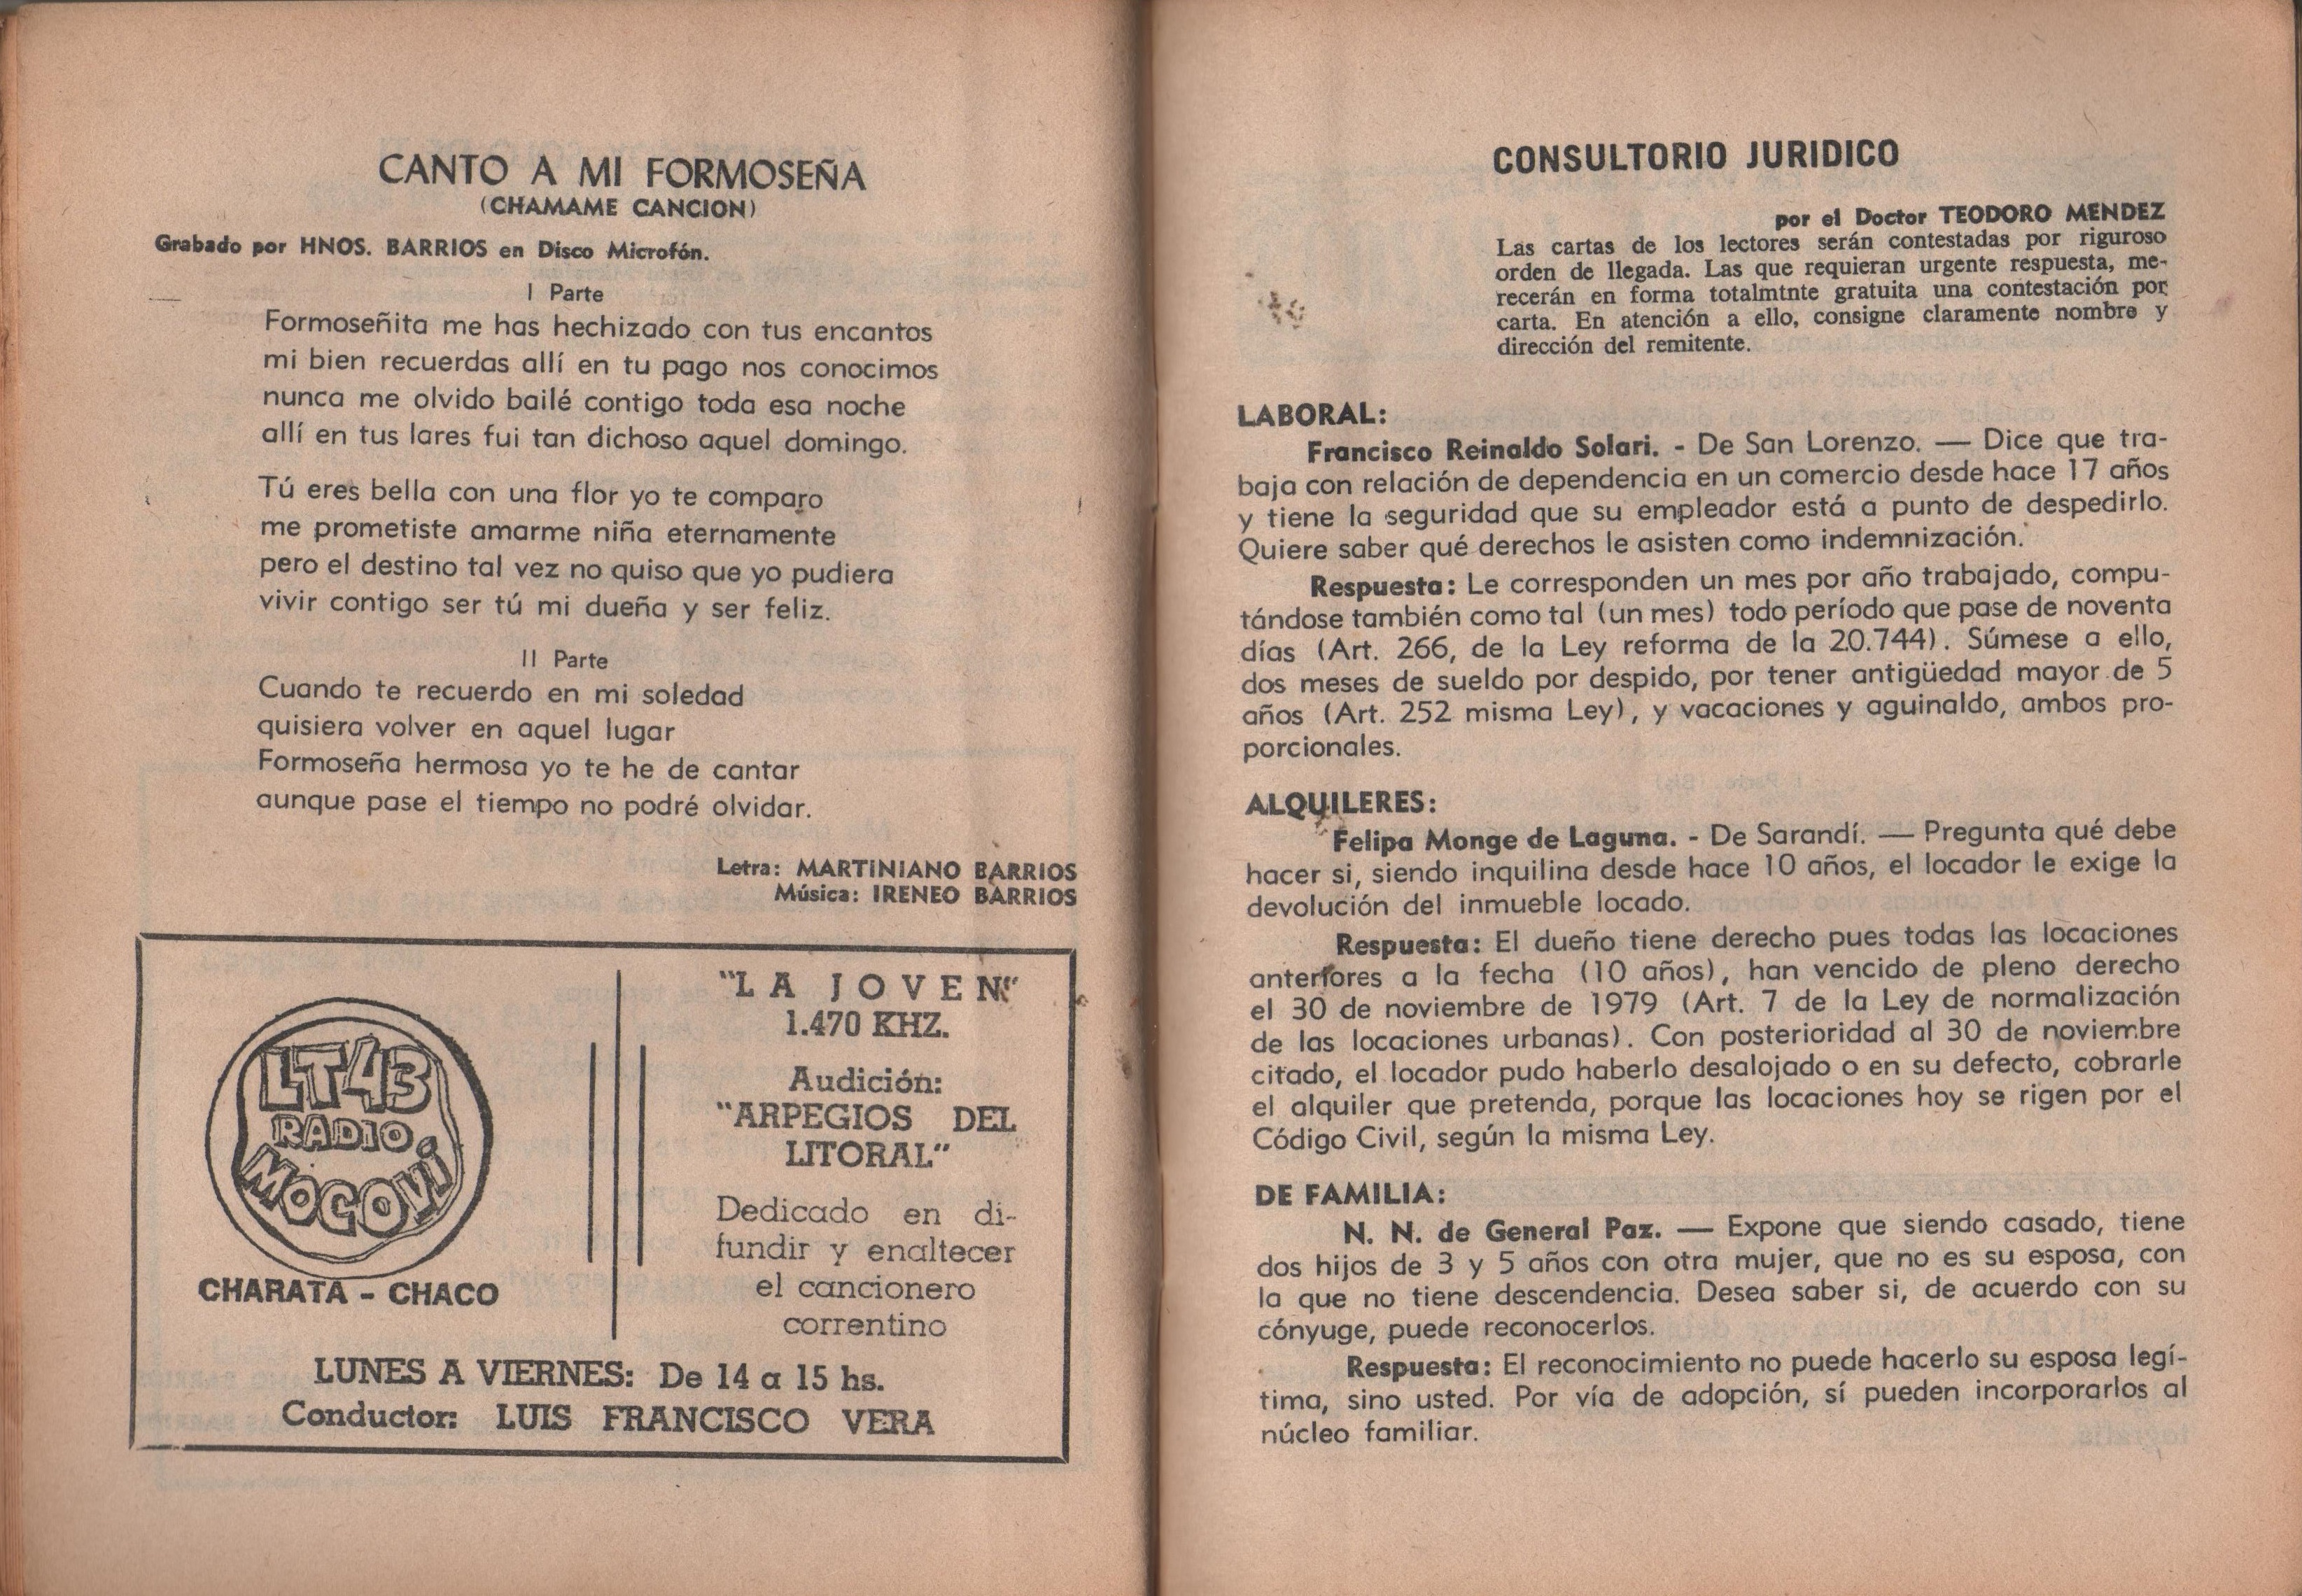 CANTO A MI FORMOSEÑA
(CHAMAME CANCION)
Grabado por HNOS. BARRIOS en Disco Microfón.
I Parte
Formoseñita me has hechizado con tus encantos
mi bien recuerdas allí en tu pago nos conocimos
nunca me olvido bailé contigo toda esa noche
allí en tus lares fui tan dichoso aquel domingo.
Tú eres bella con una flor yo te comparo
me prometiste amarme niña eternamente
pero el destino tal vez no quiso que yo pudiera
vivir contigo ser tú mi dueña y ser feliz.
II Parte
Cuando te recuerdo en mi soledad
quisiera volver en aquel lugar
Formoseña hermosa yo te he de cantar
aunque pase el tiempo no podré olvidar.
Letra: MARTINIANO BARRIOS
Música: IRENEO BARRIOS
LT43
RADIO
MOCOVÍ
CHARATA - CHACO
"LA JOVEN"
1.470 KHZ.
Audición:
"ARPEGIOS DEL
LITORAL"
Dedicado en di-
fundir y enaltecer
el cancionero
correntino
LUNES A VIERNES: De 14 a 15 hs.
Conductor: LUIS FRANCISCO VERA
CONSULTORIO JURIDICO
por el Doctor TEODORO MENDEZ
Las cartas de los lectores serán contestadas por riguroso
orden de llegada. Las que requieran urgente respuesta, me-
recerán en forma totalmtnte gratuita una contestación por
carta. En atención a ello, consigne claramente nombre y
dirección del remitente.
LABORAL:
Francisco Reinaldo Solari. - De San Lorenzo. — Dice que tra-
baja con relación de dependencia en un comercio desde hace 17 años
y tiene la seguridad que su empleador está a punto de despedirlo.
Quiere saber qué derechos le asisten como indemnización.
Respuesta: Le corresponden un mes por año trabajado, compu-
tándose también como tal (un mes) todo período que pase de noventa
días (Art. 266, de la Ley reforma de la 20.744). Súmese a ello,
dos meses de sueldo por despido, por tener antigüedad mayor de 5
años (Art. 252 misma Ley), y vacaciones y aguinaldo, ambos pro-
porcionales.
ALQUILERES:
Felipa Monge de Laguna. - De Sarandí. — Pregunta qué debe
hacer si, siendo inquilina desde hace 10 años, el locador le exige la
devolución del inmueble locado.
Respuesta: El dueño tiene derecho pues todas las locaciones
anteriores a la fecha (10 años), han vencido de pleno derecho
el 30 de noviembre de 1979 (Art. 7 de la Ley de normalización
de las locaciones urbanas). Con posterioridad al 30 de noviembre
citado, el locador pudo haberlo desalojado o en su defecto, cobrarle
el alquiler que pretenda, porque las locaciones hoy se rigen por el
Código Civil, según la misma Ley.
DE FAMILIA:
N. N. de General Paz. — Expone que siendo casado, tiene
dos hijos de 3 y 5 años con otra mujer, que no es su esposa, con
la que no tiene descendencia. Desea saber si, de acuerdo con su
cónyuge, puede reconocerlos.
Respuesta: El reconocimiento no puede hacerlo su esposa legí-
tima, sino usted. Por vía de adopción, sí pueden incorporarlos al
núcleo familiar.